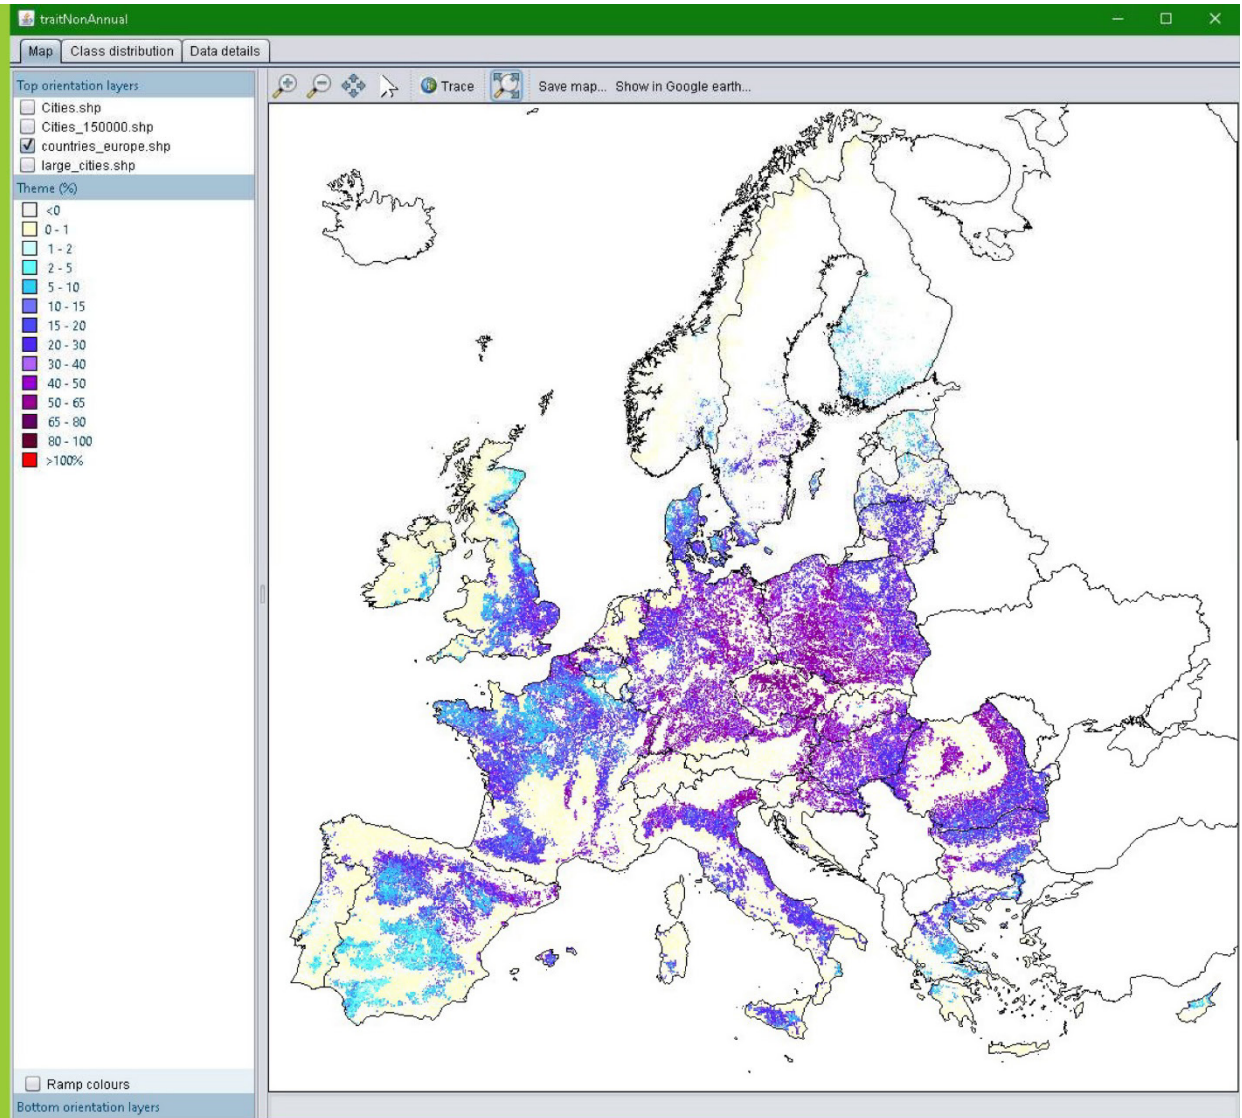 traitNonAnnual
Map Class distribution Data details
Top orientation layers
Cities.shp
Cities_150000.shp
countries_europe.shp
large_cities.shp
Theme (%)
<0
0 - 1
1 - 2
2 - 5
5 - 10
10 - 15
15 - 20
20 - 30
30 - 40
40 - 50
50 - 65
65 - 80
80 - 100
>100%
Trace Save map... Show in Google earth...
Ramp colours
Bottom orientation layers